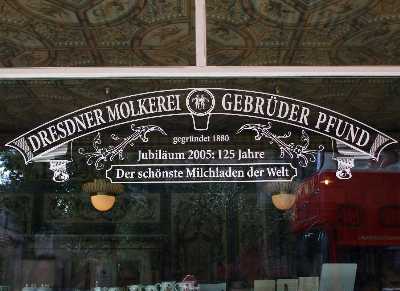 DRESDNER MOLKEREI GEBRÜDER PFUND
gegründet 1880
Jubiläum 2005: 125 Jahre
Der schönste Milchladen der Welt